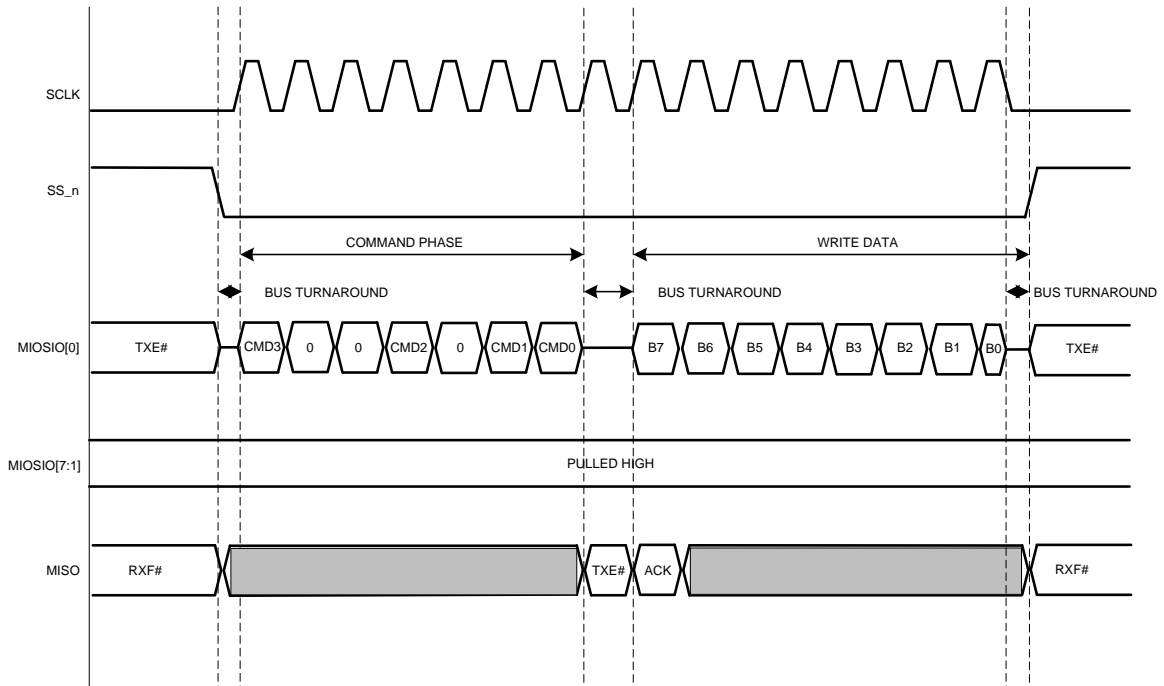 SCLK
SS_n
COMMAND PHASE
WRITE DATA
BUS TURNAROUND
BUS TURNAROUND
BUS TURNAROUND
MIOSIO[0]
TXE# CMD3 0 0 CMD2 0 CMD1 CMD0 B7 B6 B5 B4 B3 B2 B1 B0 TXE#
MIOSIO[7:1]
PULLED HIGH
MISO
RXF# TXE# ACK RXF#